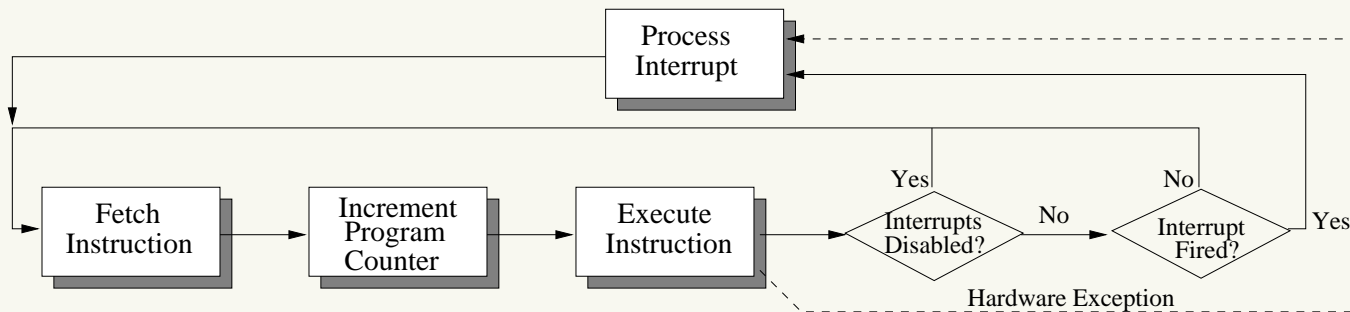 Process
Interrupt
Fetch
Instruction
Increment
Program
Counter
Execute
Instruction
Yes
Interrupts
Disabled?
No
No
Interrupt
Fired?
Yes
Hardware Exception